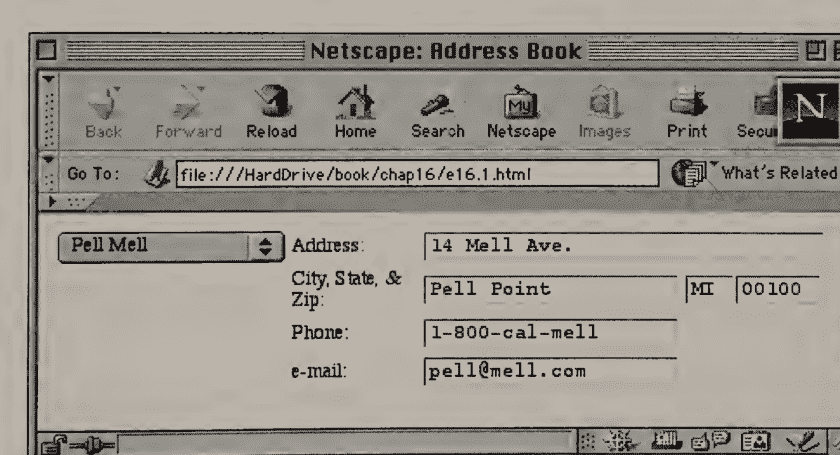 Netscape: Address Book
Back Forward Reload Home Search Netscape Images Print
My
N
Go To: file:///HardDrive/book/chap16/e16.1.html What's Related
Pell Mell
Address: 14 Mell Ave.
City, State, &
Zip: Pell Point MI 00100
Phone: 1-800-cal-mell
e-mail: pell@mell.com